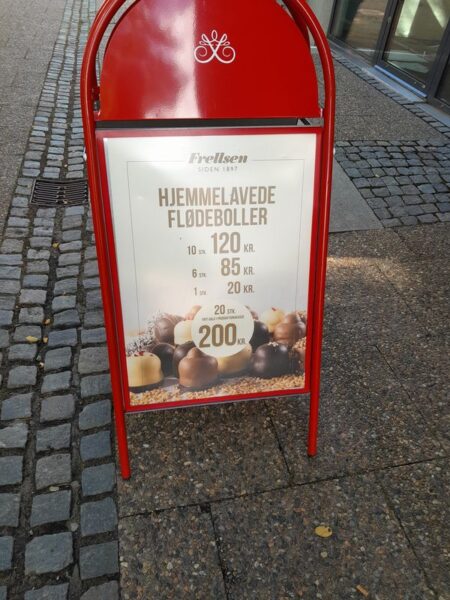 Frellsen
SIDEN 1897
HJEMMELAVEDE
FLØDEBOLLER
10 STK. 120 KR.
6 STK. 85 KR.
1 STK. 20 KR.
20 STK.
200 KR.